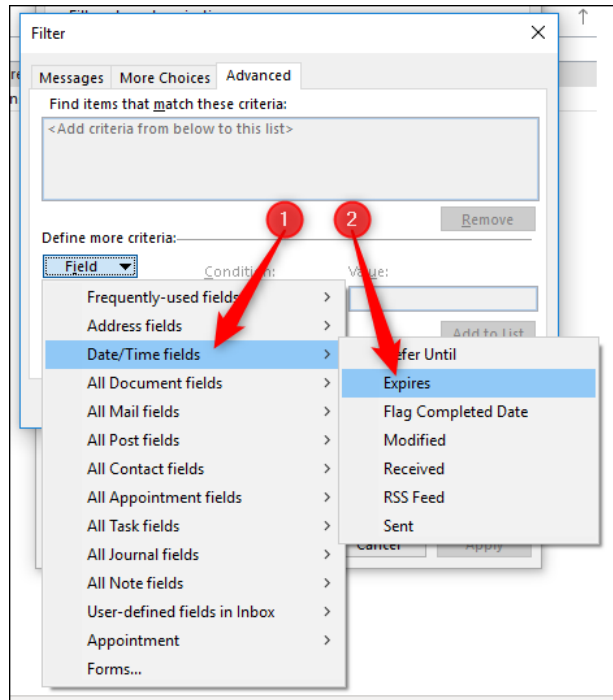 Filter
Messages
More Choices
Advanced
Find items that match these criteria:
<Add criteria from below to this list>
Remove
1
2
Define more criteria:
Field
Condition:
Value:
Add to List
Frequently-used fields
Address fields
Date/Time fields
All Document fields
All Mail fields
All Post fields
All Contact fields
All Appointment fields
All Task fields
All Journal fields
All Note fields
User-defined fields in Inbox
Appointment
Forms...
Defer Until
Expires
Flag Completed Date
Modified
Received
RSS Feed
Sent
Cancel
Apply